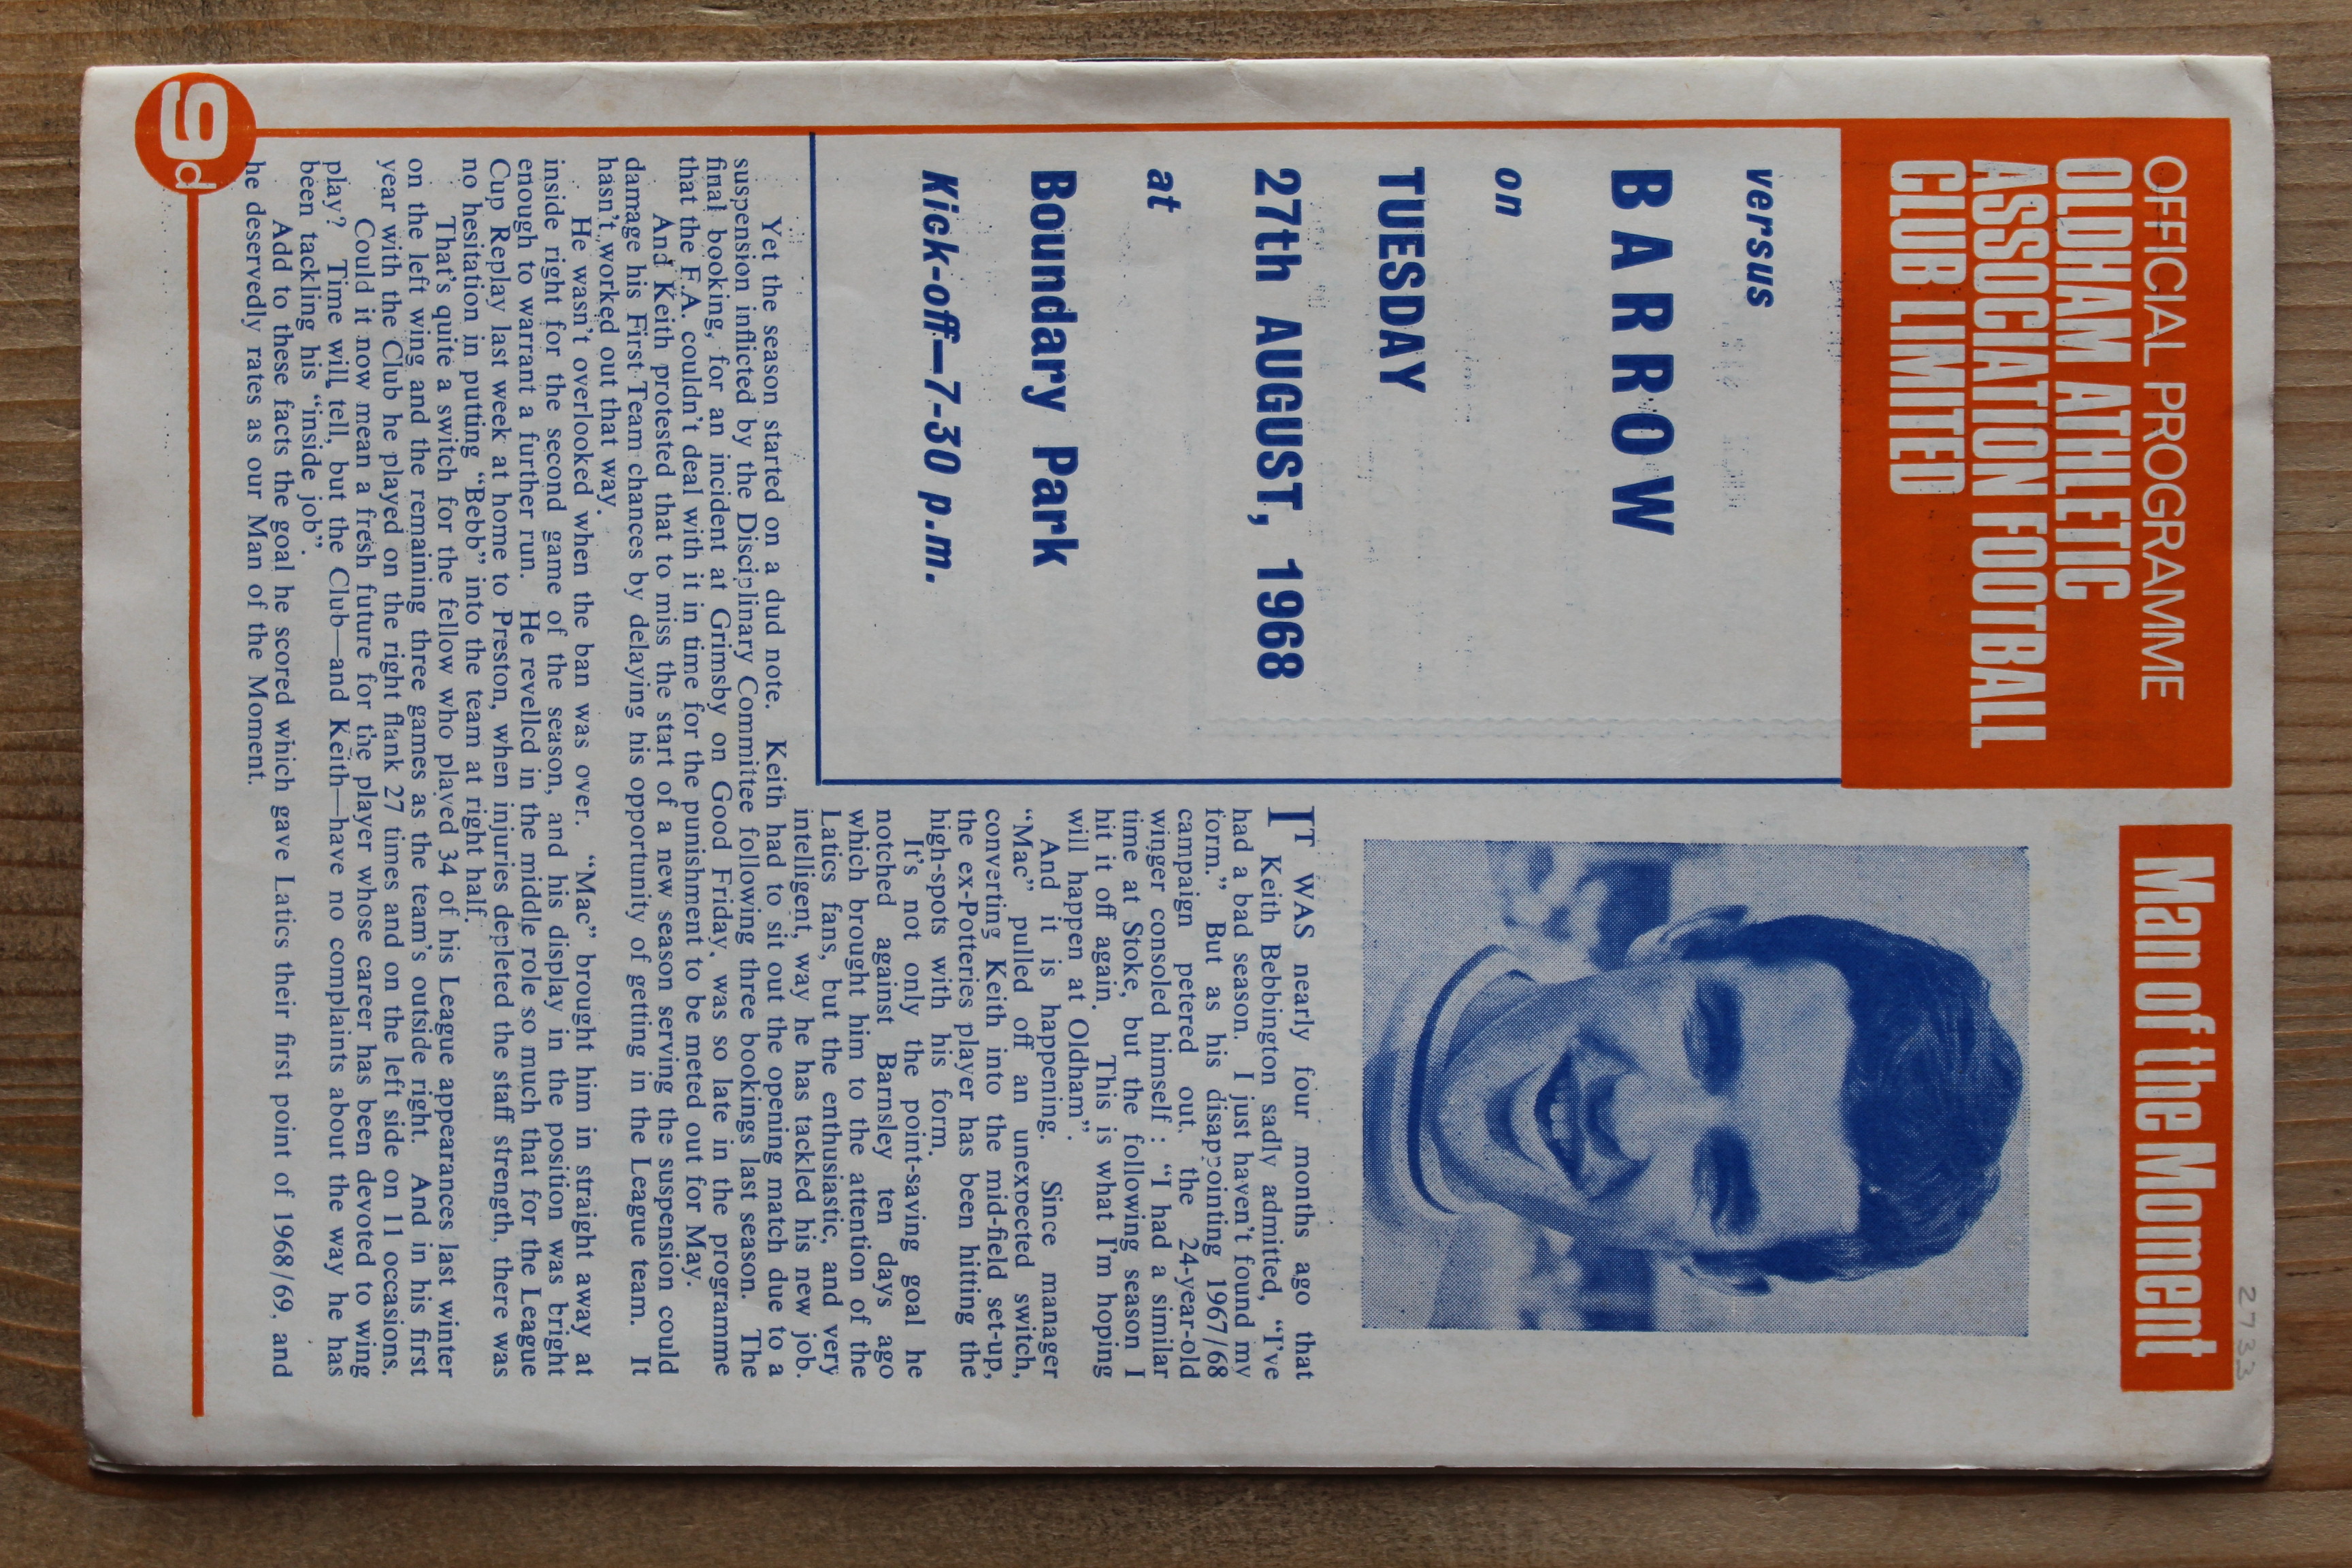 OFFICIAL PROGRAMME
OLDHAM ATHLETIC
ASSOCIATION FOOTBALL
CLUB LIMITED
versus
BARROW
on
TUESDAY
27th AUGUST, 1968
at
Boundary Park
Kick-off—7-30 p.m.
2733
Man of the Moment
IT WAS nearly four months ago that
Keith Bebbington sadly admitted, “I've
had a bad season. I just haven't found my
form.” But as his disappointing 1967/68
campaign petered out, the 24-year-old
winger consoled himself : “I had a similar
time at Stoke, but the following season I
hit it off again. This is what I'm hoping
will happen at Oldham”.
And it is happening. Since manager
“Mac” pulled off an unexpected switch,
converting Keith into the mid-field set-up,
the ex-Potteries player has been hitting the
high-spots with his form.
It's not only the point-saving goal he
notched against Barnsley ten days ago
which brought him to the attention of the
Latics fans, but the enthusiastic, and very
intelligent, way he has tackled his new job.
Yet the season started on a dud note. Keith had to sit out the opening match due to a
suspension inflicted by the Disciplinary Committee following three bookings last season. The
final booking, for an incident at Grimsby on Good Friday, was so late in the programme
that the F.A. couldn't deal with it in time for the punishment to be meted out for May.
And Keith protested that to miss the start of a new season serving the suspension could
damage his First Team chances by delaying his opportunity of getting in the League team. It
hasn't worked out that way.
He wasn't overlooked when the ban was over. “Mac” brought him in straight away at
inside right for the second game of the season, and his display in the position was bright
enough to warrant a further run. He revelled in the middle role so much that for the League
Cup Replay last week at home to Preston, when injuries depleted the staff strength, there was
no hesitation in putting “Bebb” into the team at right half.
That's quite a switch for the fellow who played 34 of his League appearances last winter
on the left wing and the remaining three games as the team's outside right. And in his first
year with the Club he played on the right flank 27 times and on the left side on 11 occasions.
Could it now mean a fresh future for the player whose career has been devoted to wing
play? Time will tell, but the Club—and Keith—have no complaints about the way he has
been tackling his “inside job”.
Add to these facts the goal he scored which gave Latics their first point of 1968/69, and
he deservedly rates as our Man of the Moment.
9d